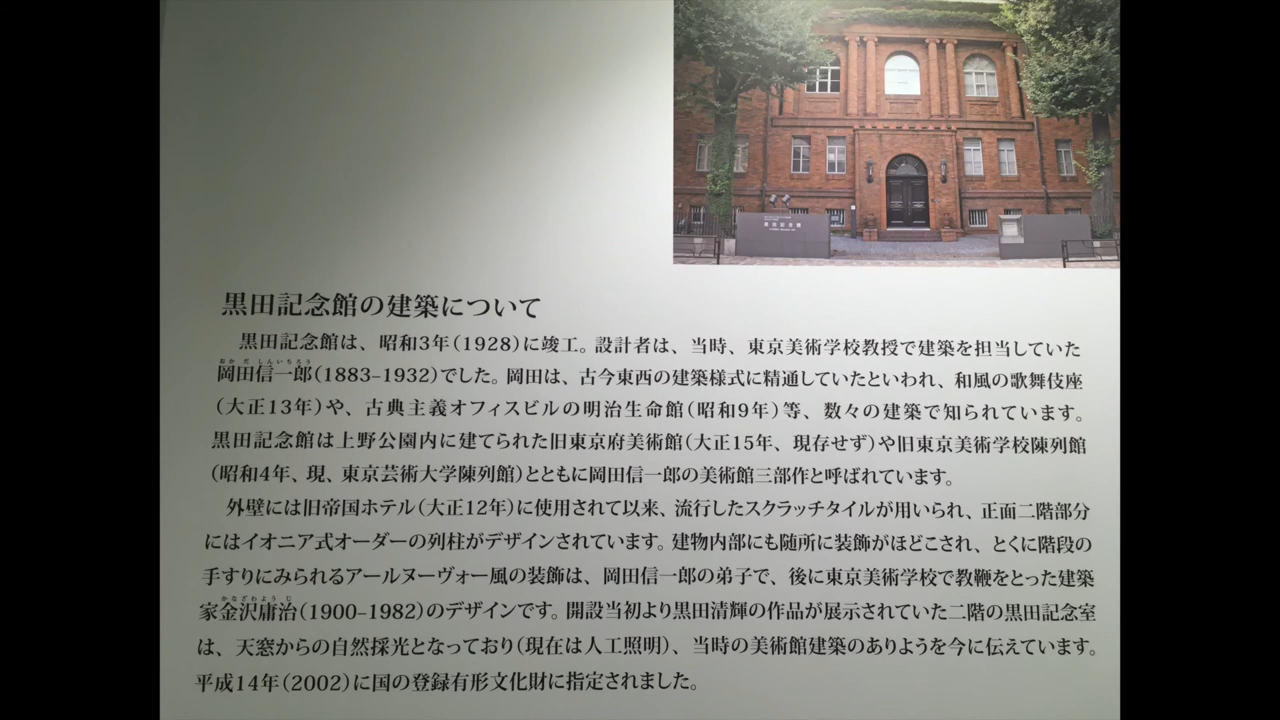 黒田記念館
黒田記念館の建築について
黒田記念館は、昭和3年(1928)に竣工。設計者は、当時、東京美術学校教授で建築を担当していた
おかだしんいちろう
岡田信一郎(1883–1932)でした。岡田は、古今東西の建築様式に精通していたといわれ、和風の歌舞伎座
(大正13年)や、古典主義オフィスビルの明治生命館(昭和9年)等、数々の建築で知られています。
黒田記念館は上野公園内に建てられた旧東京府美術館(大正15年、現存せず)や旧東京美術学校陳列館
(昭和4年、現、東京芸術大学陳列館)とともに岡田信一郎の美術館三部作と呼ばれています。
外壁には旧帝国ホテル(大正12年)に使用されて以来、流行したスクラッチタイルが用いられ、正面二階部分
にはイオニア式オーダーの列柱がデザインされています。建物内部にも随所に装飾がほどこされ、とくに階段の
手すりにみられるアールヌーヴォー風の装飾は、岡田信一郎の弟子で、後に東京美術学校で教鞭をとった建築
かなざわようじ
家金沢庸治(1900–1982)のデザインです。開設当初より黒田清輝の作品が展示されていた二階の黒田記念室
は、天窓からの自然採光となっており(現在は人工照明)、当時の美術館建築のありようを今に伝えています。
平成14年(2002)に国の登録有形文化財に指定されました。